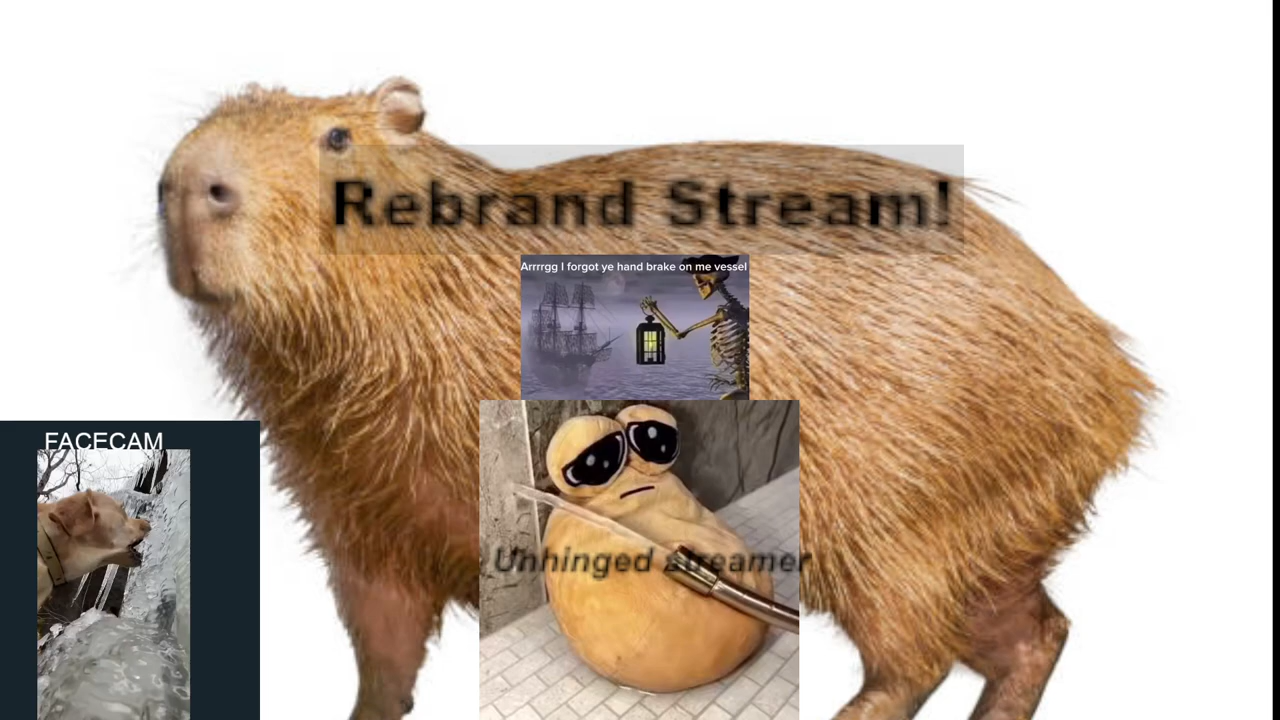 Rebrand Stream!
Arrrrgg I forgot ye hand brake on me vessel
FACECAM
Unhinged streamer